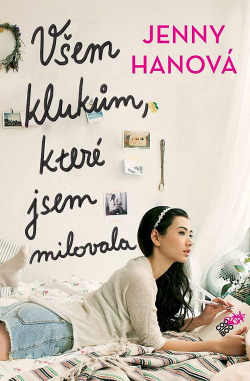 JENNY
HANOVÁ
Všem
klukům,
které
jsem
milovala